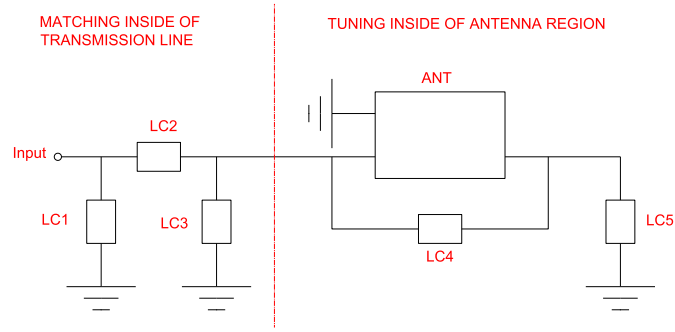 MATCHING INSIDE OF
TRANSMISSION LINE
TUNING INSIDE OF ANTENNA REGION
ANT
LC2
Input
LC1
LC3
LC4
LC5